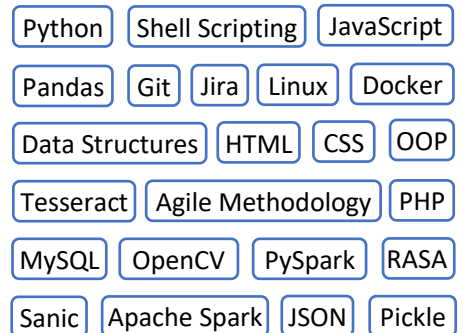 Python Shell Scripting JavaScript
Pandas Git Jira Linux Docker
Data Structures HTML CSS OOP
Tesseract Agile Methodology PHP
MySQL OpenCV PySpark RASA
Sanic Apache Spark JSON Pickle